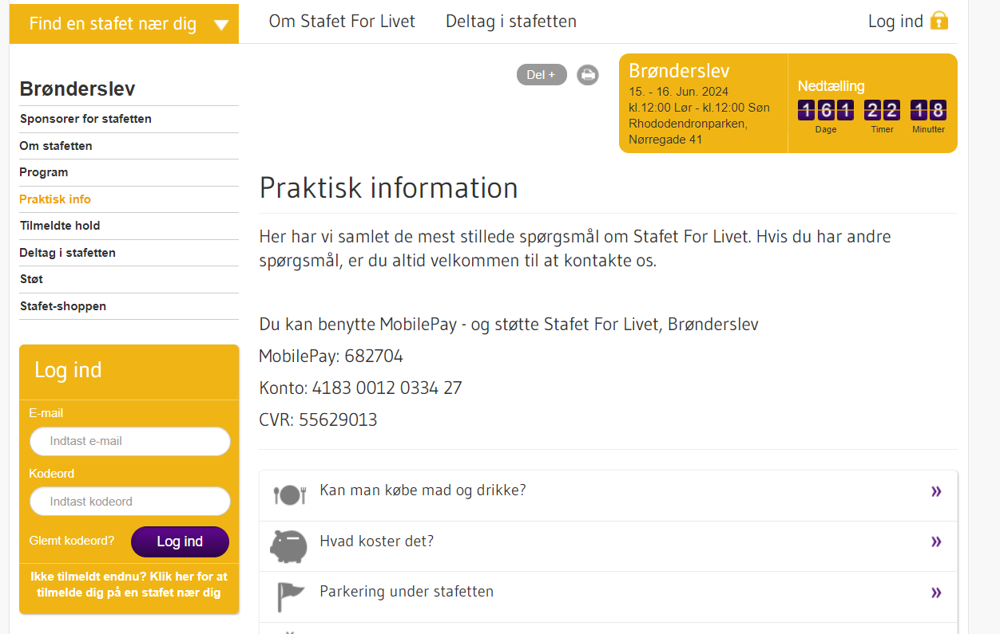 Find en stafet nær dig
Om Stafet For Livet
Deltag i stafetten
Log ind
Brønderslev
Sponsorer for stafetten
Om stafetten
Program
Praktisk info
Tilmeldte hold
Deltag i stafetten
Støt
Stafet-shoppen
Log ind
E-mail
Indtast e-mail
Kodeord
Indtast kodeord
Glemt kodeord?
Log ind
Ikke tilmeldt endnu? Klik her for at
tilmelde dig på en stafet nær dig
Del +
Brønderslev
15. - 16. Jun. 2024
kl.12:00 Lør - kl.12:00 Søn
Rhododendronparken,
Nørregade 41
Nedtælling
161 22 18
Dage Timer Minutter
Praktisk information
Her har vi samlet de mest stillede spørgsmål om Stafet For Livet. Hvis du har andre
spørgsmål, er du altid velkommen til at kontakte os.
Du kan benytte MobilePay - og støtte Stafet For Livet, Brønderslev
MobilePay: 682704
Konto: 4183 0012 0334 27
CVR: 55629013
Kan man købe mad og drikke?
Hvad koster det?
Parkering under stafetten